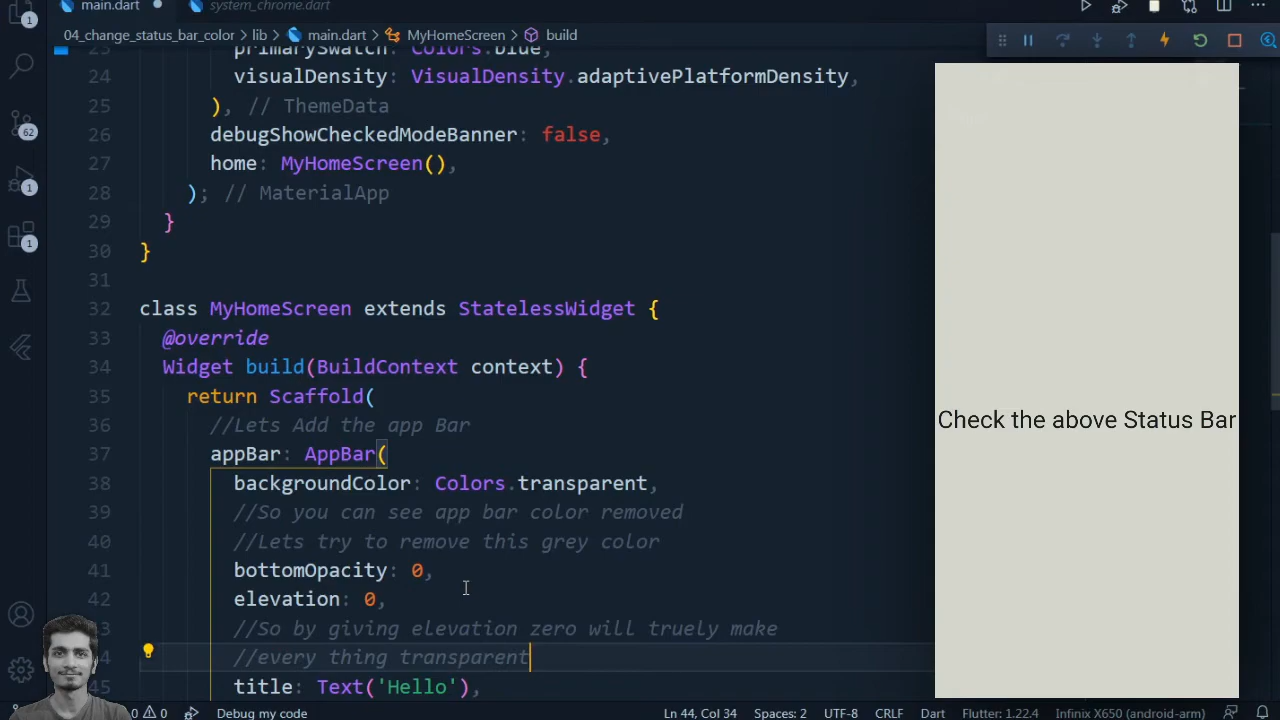 main.dart
system_chrome.dart
04_change_status_bar_color > lib > main.dart > MyHomeScreen > build
23 primarySwatch: Colors.blue,
24 visualDensity: VisualDensity.adaptivePlatformDensity,
25 ), // ThemeData
26 debugShowCheckedModeBanner: false,
27 home: MyHomeScreen(),
28 ); // MaterialApp
29 }
30 }
31
32 class MyHomeScreen extends StatelessWidget {
33 @override
34 Widget build(BuildContext context) {
35 return Scaffold(
36 //Lets Add the app Bar
37 appBar: AppBar(
38 backgroundColor: Colors.transparent,
39 //So you can see app bar color removed
40 //Lets try to remove this grey color
41 bottomOpacity: 0,
42 elevation: 0,
43 //So by giving elevation zero will truely make
44 //every thing transparent
45 title: Text('Hello'),
Check the above Status Bar
1
62
1
1
0 0 Debug my code Ln 44, Col 34 Spaces: 2 UTF-8 CRLF Dart Flutter: 1.22.4 Infinix X650 (android-arm)